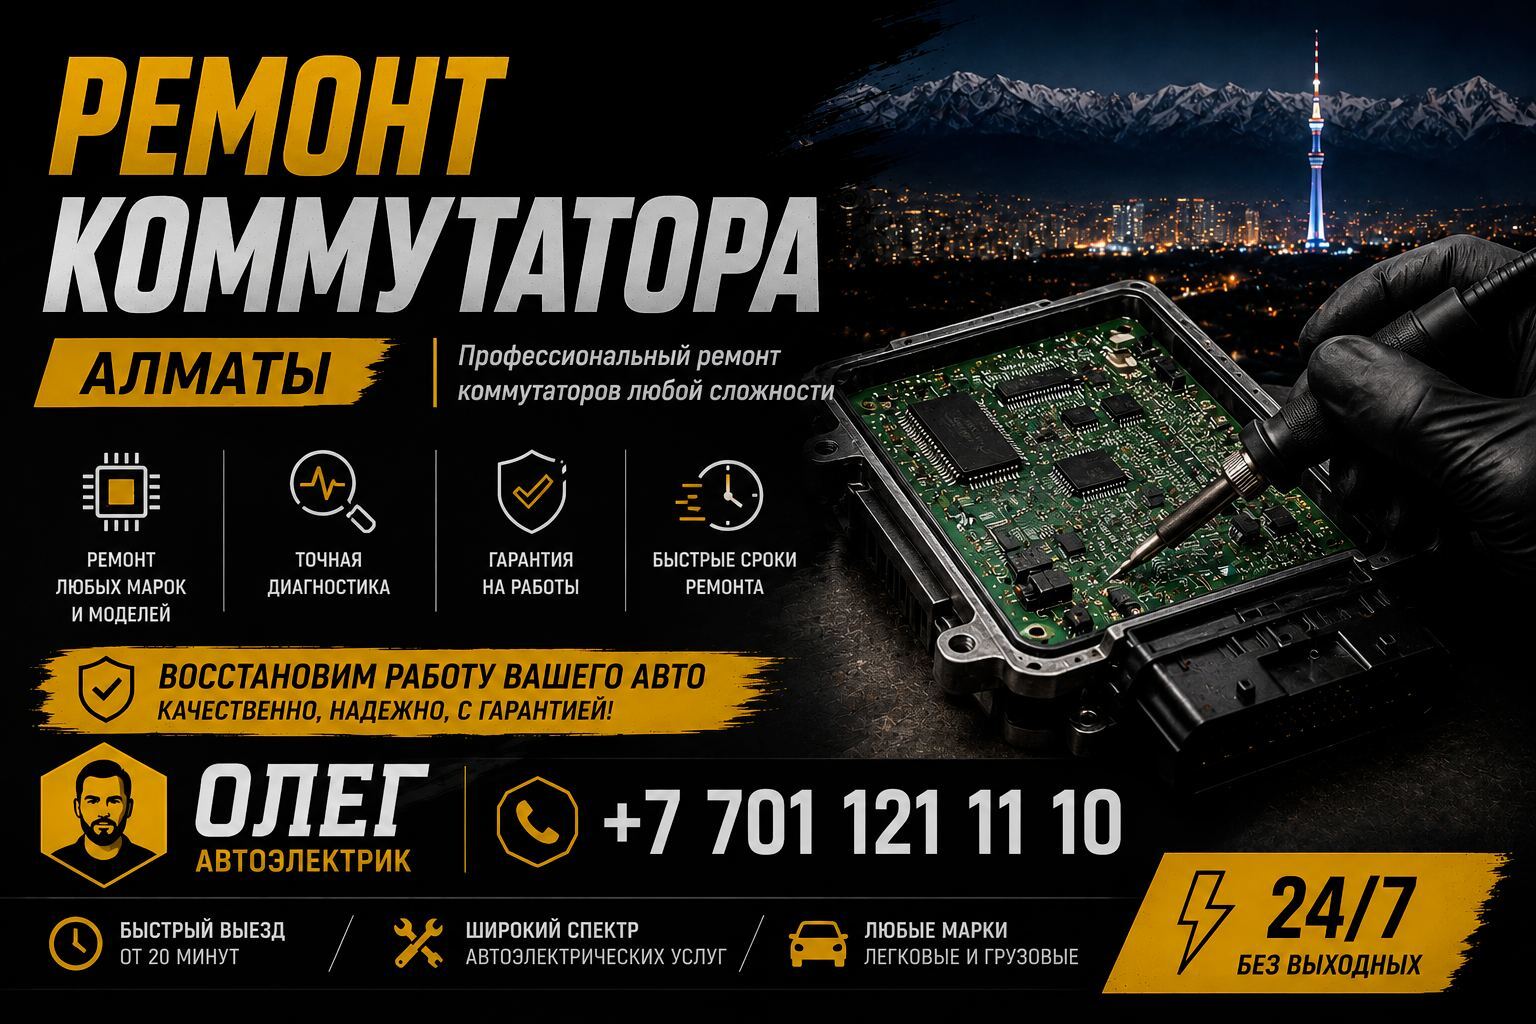 РЕМОНТ
КОММУТАТОРА
АЛМАТЫ
Профессиональный ремонт
коммутаторов любой сложности
РЕМОНТ
ЛЮБЫХ МАРОК
И МОДЕЛЕЙ
ТОЧНАЯ
ДИАГНОСТИКА
ГАРАНТИЯ
НА РАБОТЫ
БЫСТРЫЕ СРОКИ
РЕМОНТА
ВОССТАНОВИМ РАБОТУ ВАШЕГО АВТО
КАЧЕСТВЕННО, НАДЕЖНО, С ГАРАНТИЕЙ!
ОЛЕГ
АВТОЭЛЕКТРИК
+7 701 121 11 10
БЫСТРЫЙ ВЫЕЗД
ОТ 20 МИНУТ
ШИРОКИЙ СПЕКТР
АВТОЭЛЕКТРИЧЕСКИХ УСЛУГ
ЛЮБЫЕ МАРКИ
ЛЕГКОВЫЕ И ГРУЗОВЫЕ
24/7
БЕЗ ВЫХОДНЫХ